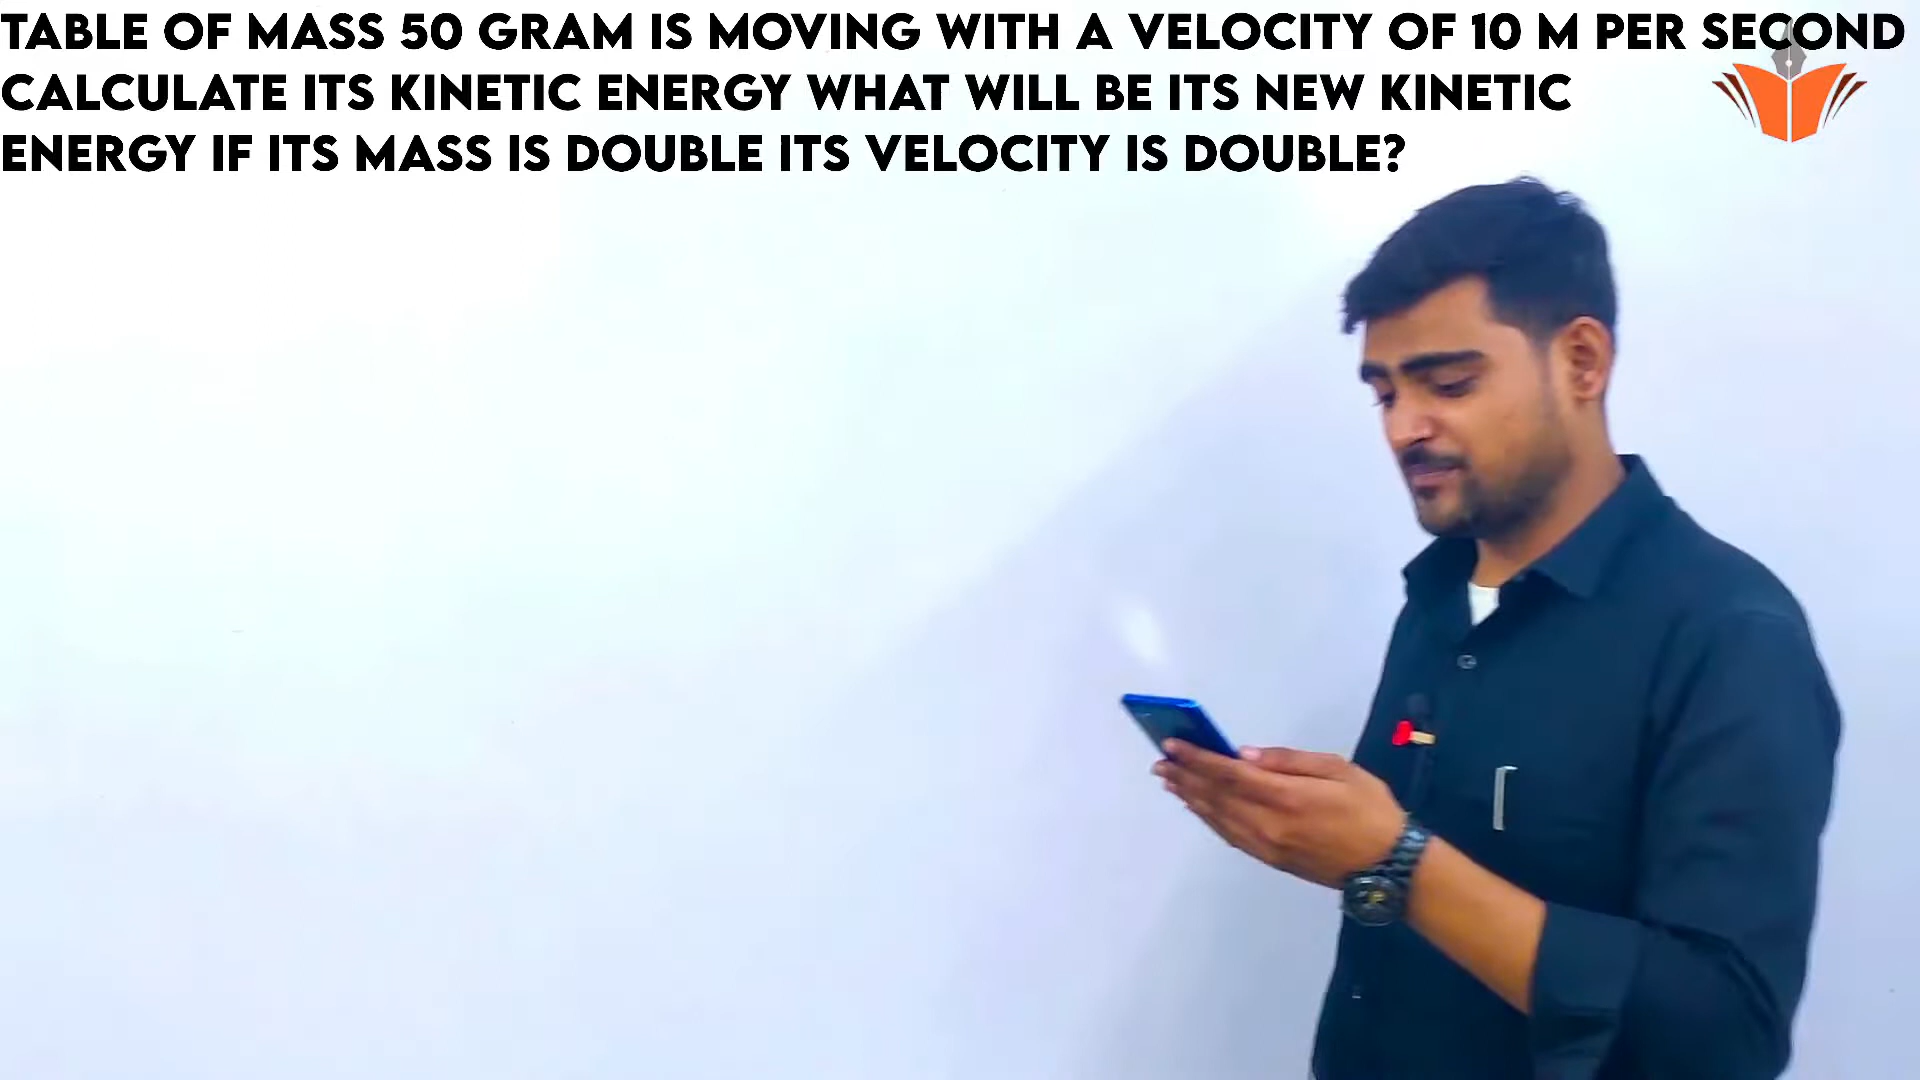 TABLE OF MASS 50 GRAM IS MOVING WITH A VELOCITY OF 10 M PER SECOND
CALCULATE ITS KINETIC ENERGY WHAT WILL BE ITS NEW KINETIC
ENERGY IF ITS MASS IS DOUBLE ITS VELOCITY IS DOUBLE?